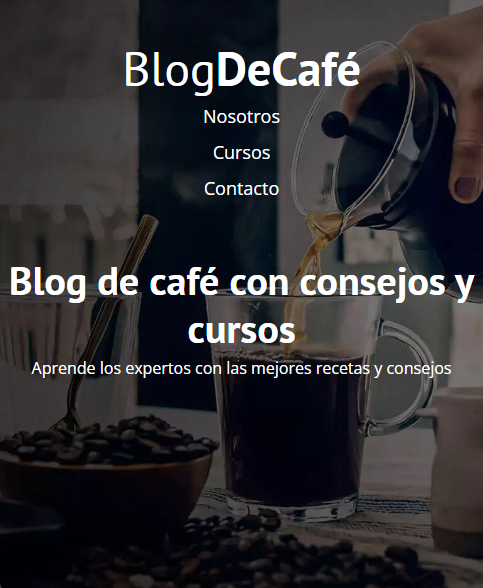 BlogDeCafé
Nosotros
Cursos
Contacto
Blog de café con consejos y
cursos
Aprende los expertos con las mejores recetas y consejos